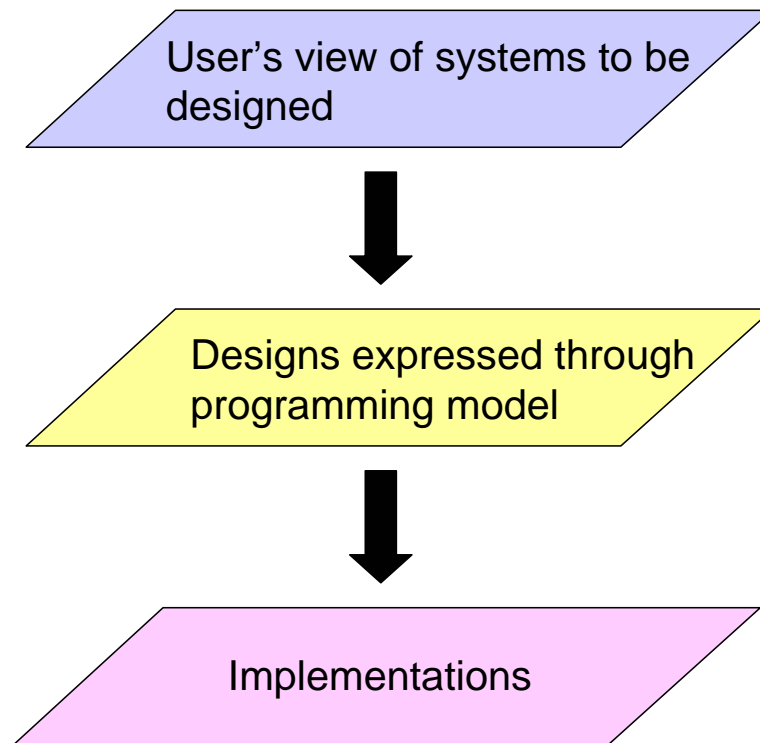 User’s view of systems to be
designed
Designs expressed through
programming model
Implementations